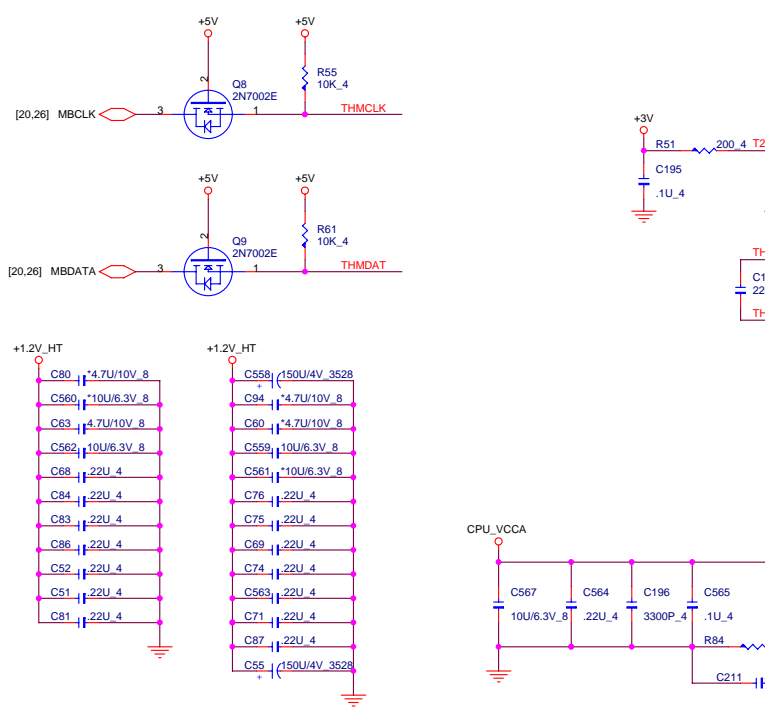 +5V
+5V
R55
10K_4
2
Q8
2N7002E
[20,26] MBCLK
3
1
THMCLK
+3V
R51
200_4
T2
C195
.1U_4
+5V
+5V
R61
10K_4
2
Q9
2N7002E
[20,26] MBDATA
3
1
THMDAT
TH
C1
22
TH
+1.2V_HT
C80 *4.7U/10V_8
C560 *10U/6.3V_8
C63 4.7U/10V_8
C562 10U/6.3V_8
C68 .22U_4
C84 .22U_4
C83 .22U_4
C86 .22U_4
C52 .22U_4
C51 .22U_4
C81 .22U_4
+1.2V_HT
C558 150U/4V_3528
+
C94 *4.7U/10V_8
C60 *4.7U/10V_8
C559 10U/6.3V_8
C561 *10U/6.3V_8
C76 .22U_4
C75 .22U_4
C69 .22U_4
C74 .22U_4
C563 .22U_4
C71 .22U_4
C87 .22U_4
C55 150U/4V_3528
+
CPU_VCCA
C567
10U/6.3V_8
C564
.22U_4
C196
3300P_4
C565
.1U_4
R84
C211